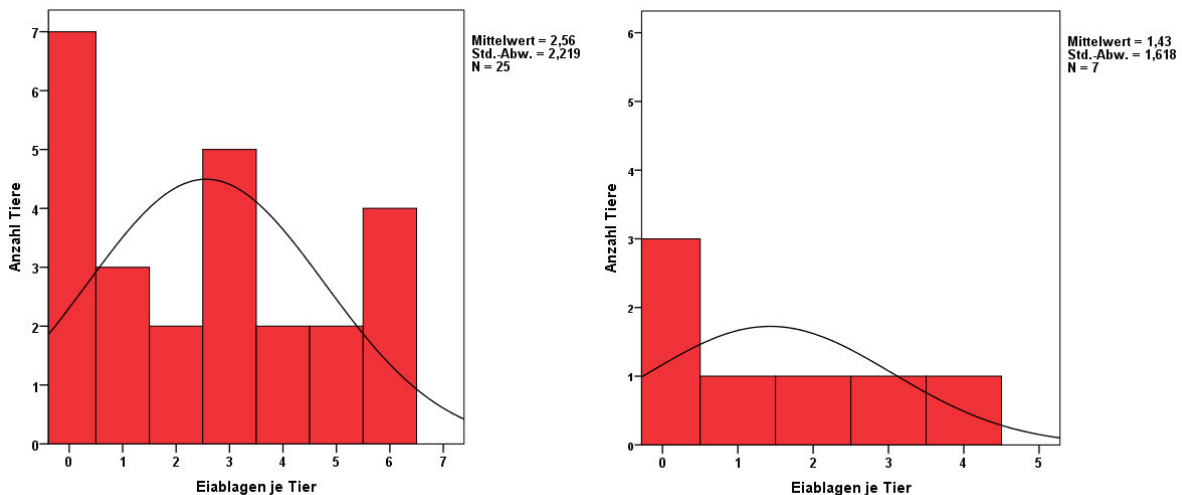 Mittelwert = 2,56
Std.-Abw. = 2,219
N = 25
7
6
5
4
3
2
1
0
Anzahl Tiere
0 1 2 3 4 5 6 7
Eiablagen je Tier
Mittelwert = 1,43
Std.-Abw. = 1,618
N = 7
6
5
4
3
2
1
0
Anzahl Tiere
0 1 2 3 4 5
Eiablagen je Tier